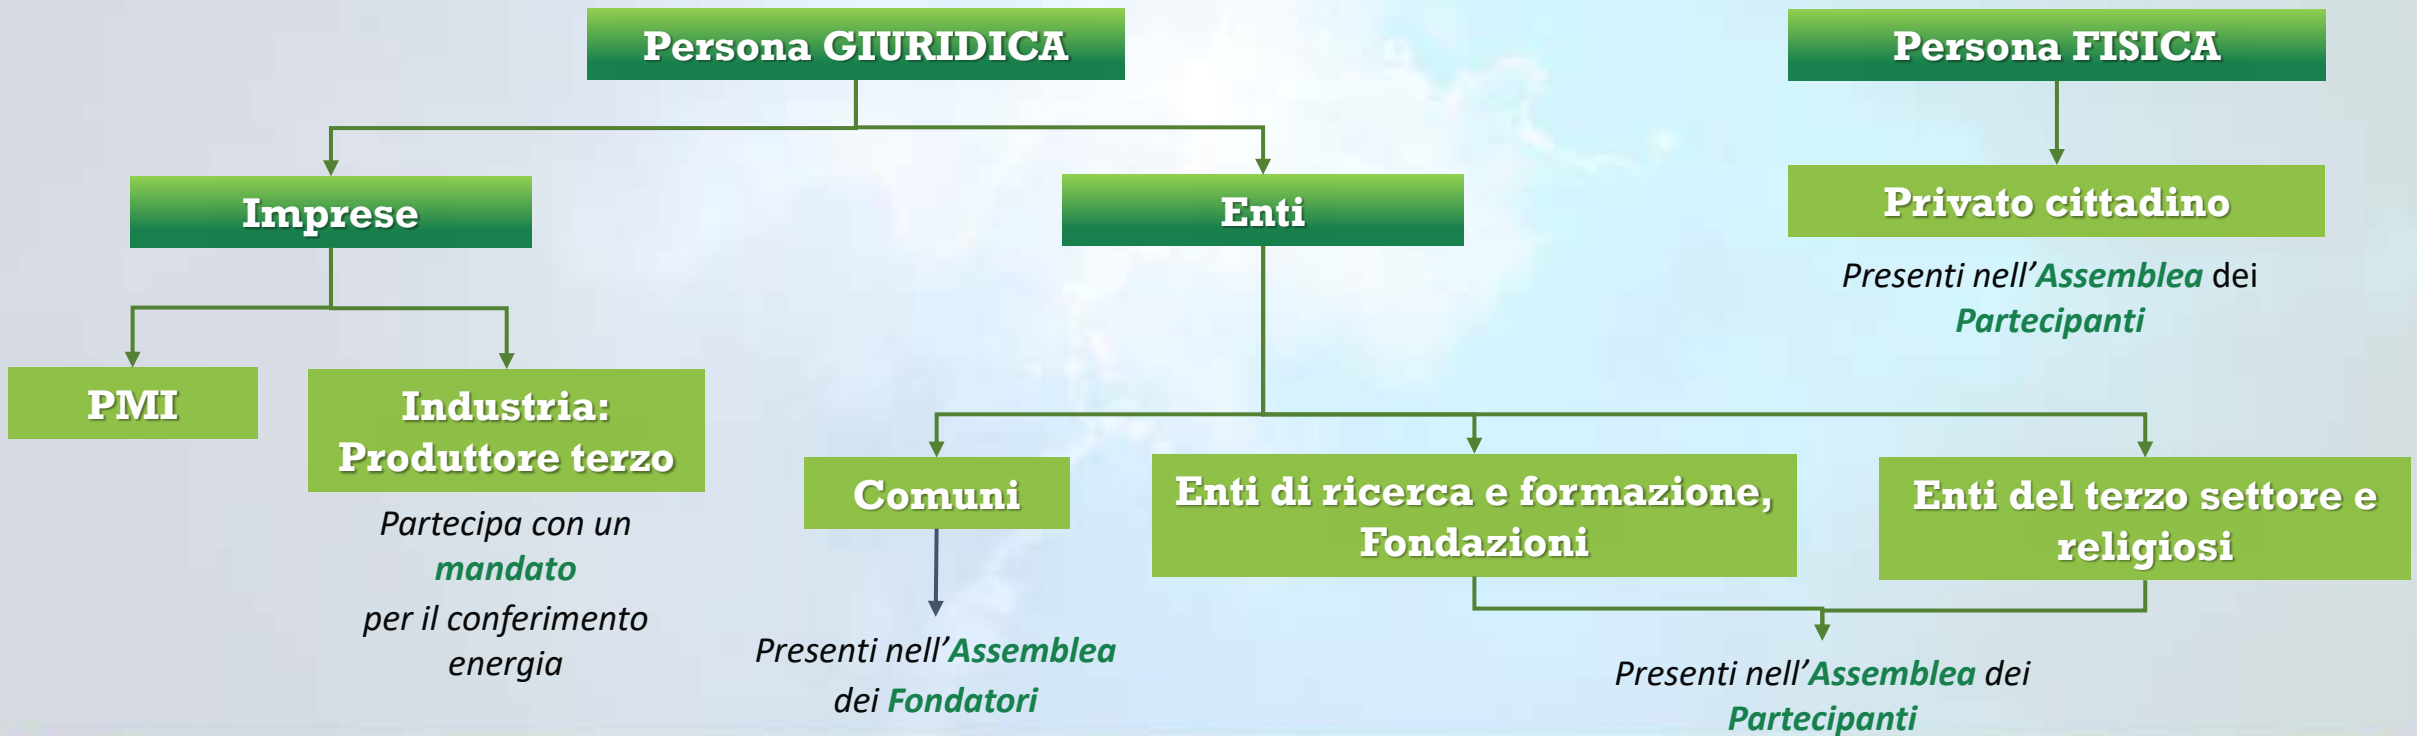 Persona GIURIDICA
Persona FISICA
Imprese
Enti
Privato cittadino
Presenti nell’Assemblea dei
Partecipanti
PMI
Industria:
Produttore terzo
Partecipa con un
mandato
per il conferimento
energia
Comuni
Presenti nell’Assemblea
dei Fondatori
Enti di ricerca e formazione,
Fondazioni
Enti del terzo settore e
religiosi
Presenti nell’Assemblea dei
Partecipanti